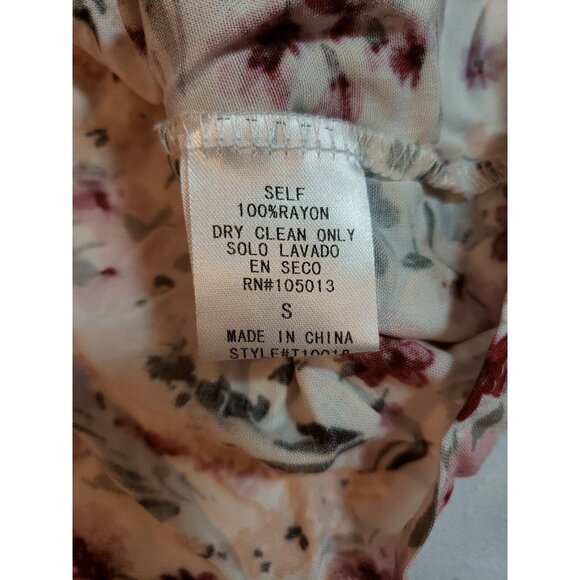 SELF
100%RAYON
DRY CLEAN ONLY
SOLO LAVADO
EN SECO
RN#105013
S
MADE IN CHINA